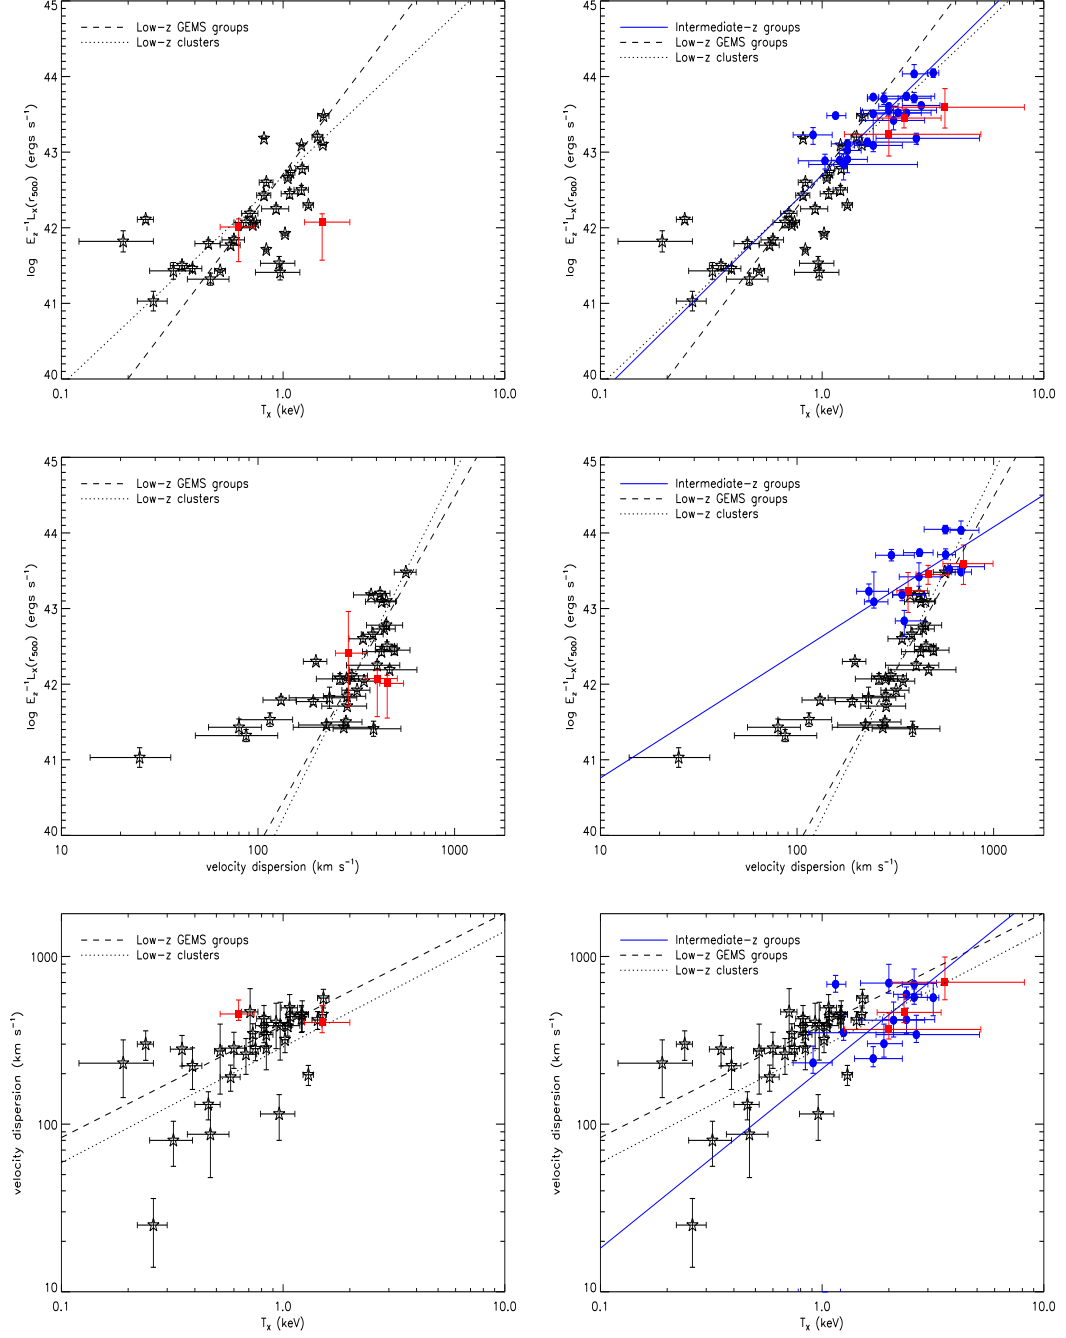 45
44
43
42
41
40
log E_z^-1 L_X(r_500) (ergs s^-1)
Low-z GEMS groups
Low-z clusters
0.1
1.0
10.0
T_X (keV)
45
44
43
42
41
40
log E_z^-1 L_X(r_500) (ergs s^-1)
Intermediate-z groups
Low-z GEMS groups
Low-z clusters
0.1
1.0
10.0
T_X (keV)
45
44
43
42
41
40
log E_z^-1 L_X(r_500) (ergs s^-1)
Low-z GEMS groups
Low-z clusters
10
100
1000
velocity dispersion (km s^-1)
45
44
43
42
41
40
log E_z^-1 L_X(r_500) (ergs s^-1)
Intermediate-z groups
Low-z GEMS groups
Low-z clusters
10
100
1000
velocity dispersion (km s^-1)
1000
100
10
velocity dispersion (km s^-1)
Low-z GEMS groups
Low-z clusters
0.1
1.0
10.0
T_X (keV)
1000
100
10
velocity dispersion (km s^-1)
Intermediate-z groups
Low-z GEMS groups
Low-z clusters
0.1
1.0
10.0
T_X (keV)